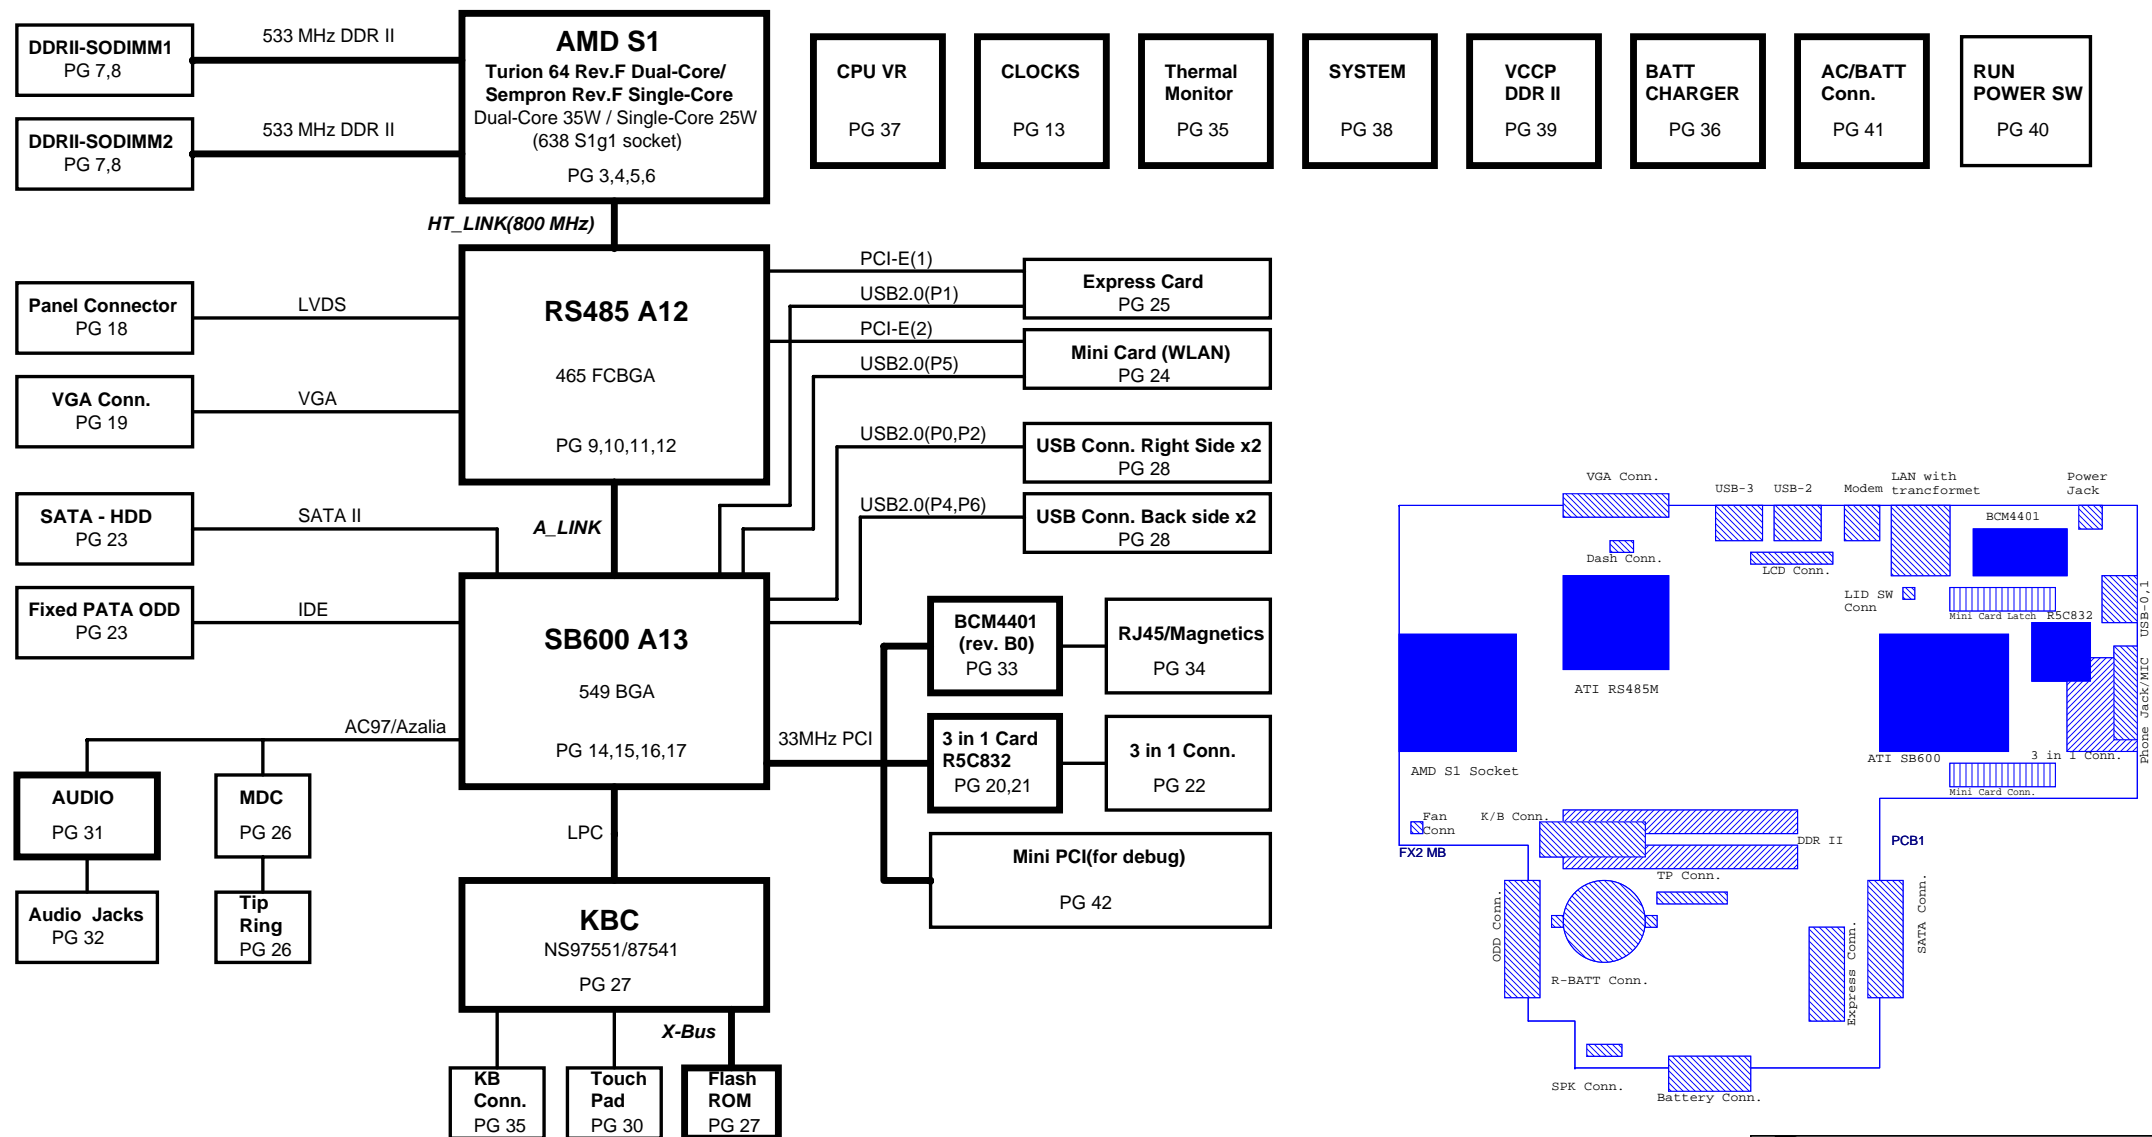 DDRII-SODIMM1
PG 7,8
533 MHz DDR II
DDRII-SODIMM2
PG 7,8
533 MHz DDR II
AMD S1
Turion 64 Rev.F Dual-Core/
Sempron Rev.F Single-Core
Dual-Core 35W / Single-Core 25W
(638 S1g1 socket)
PG 3,4,5,6
CPU VR
PG 37
CLOCKS
PG 13
Thermal
Monitor
PG 35
SYSTEM
PG 38
VCCP
DDR II
PG 39
BATT
CHARGER
PG 36
AC/BATT
Conn.
PG 41
RUN
POWER SW
PG 40
HT_LINK(800 MHz)
Panel Connector
PG 18
LVDS
VGA Conn.
PG 19
VGA
RS485 A12
465 FCBGA
PG 9,10,11,12
PCI-E(1)
USB2.0(P1)
Express Card
PG 25
PCI-E(2)
USB2.0(P5)
Mini Card (WLAN)
PG 24
USB2.0(P0,P2)
USB Conn. Right Side x2
PG 28
USB2.0(P4,P6)
USB Conn. Back side x2
PG 28
SATA - HDD
PG 23
SATA II
A_LINK
Fixed PATA ODD
PG 23
IDE
SB600 A13
549 BGA
PG 14,15,16,17
BCM4401
(rev. B0)
PG 33
RJ45/Magnetics
PG 34
33MHz PCI
3 in 1 Card
R5C832
PG 20,21
3 in 1 Conn.
PG 22
Mini PCI(for debug)
PG 42
AC97/Azalia
AUDIO
PG 31
MDC
PG 26
Audio Jacks
PG 32
Tip
Ring
PG 26
LPC
KBC
NS97551/87541
PG 27
X-Bus
KB
Conn.
PG 35
Touch
Pad
PG 30
Flash
ROM
PG 27
VGA Conn.
USB-3
USB-2
Modem
LAN with
trancformet
Power
Jack
BCM4401
Dash Conn.
LCD Conn.
LID SW
Conn
Mini Card Latch
R5C832
USB-0,1
ATI RS485M
Phone Jack/MIC
AMD S1 Socket
ATI SB600
3 in 1 Conn.
Mini Card Conn.
Fan
Conn
K/B Conn.
DDR II
FX2 MB
PCB1
TP Conn.
ODD Conn.
R-BATT Conn.
Express Conn.
SATA Conn.
SPK Conn.
Battery Conn.